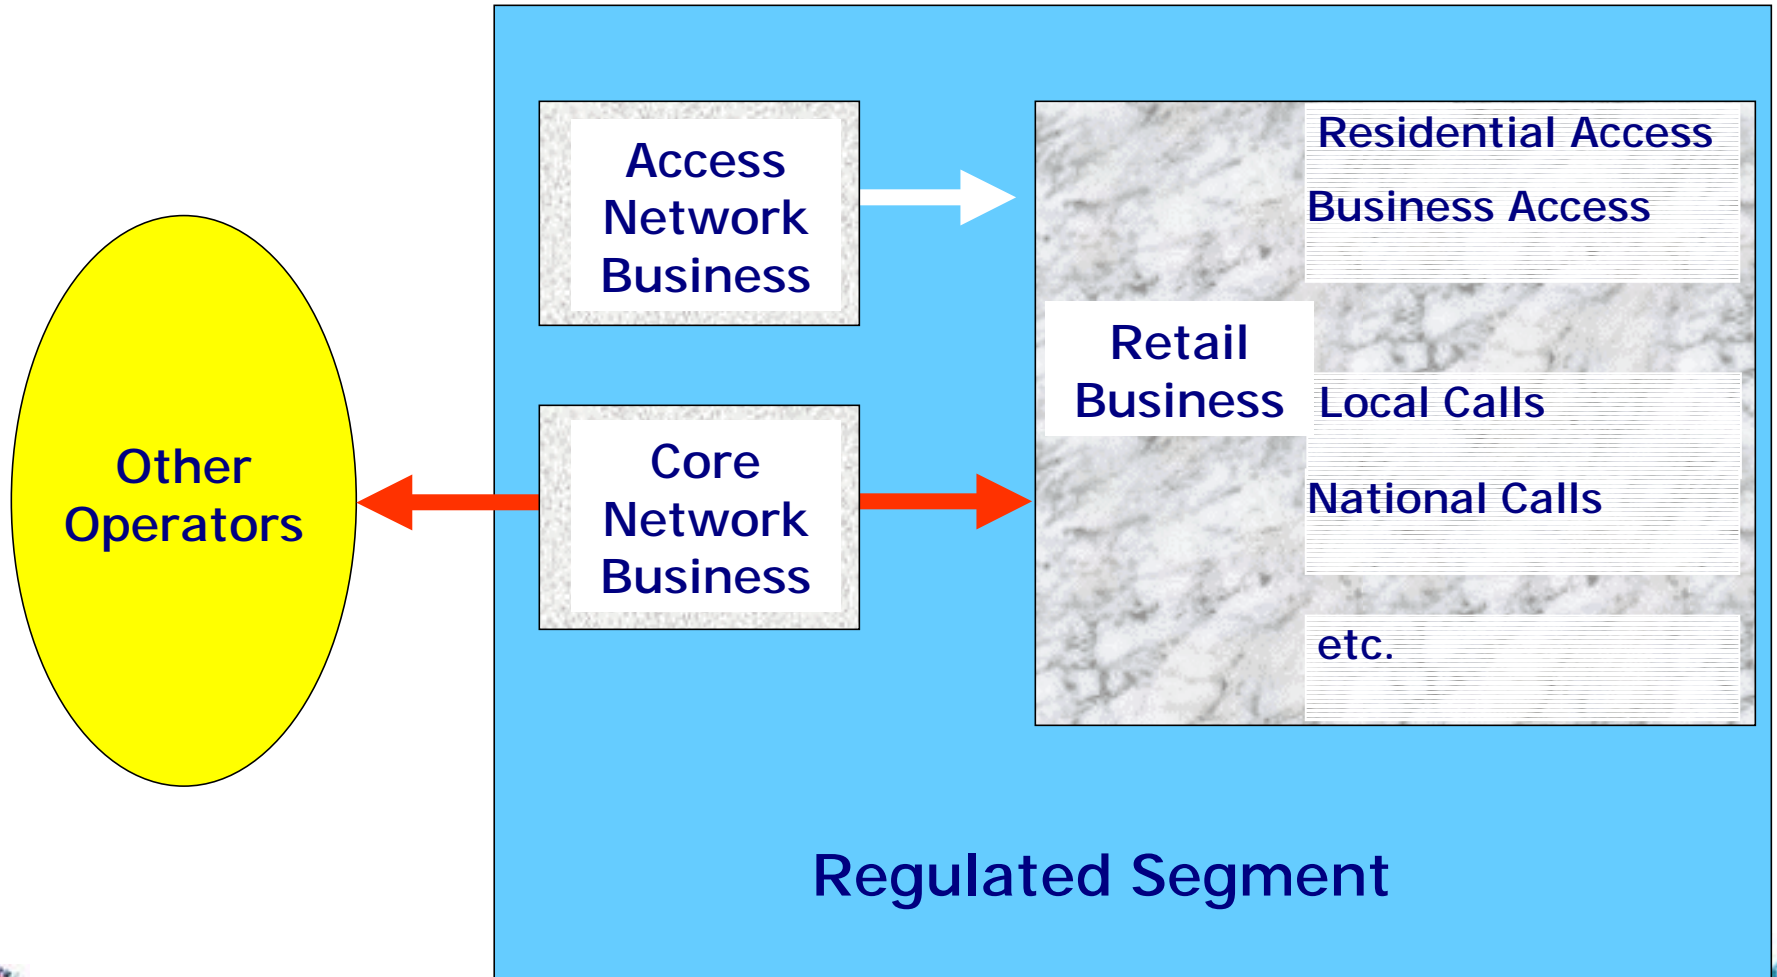 Other
Operators
Access
Network
Business
Core
Network
Business
Retail
Business
Residential Access
Business Access
Local Calls
National Calls
etc.
Regulated Segment